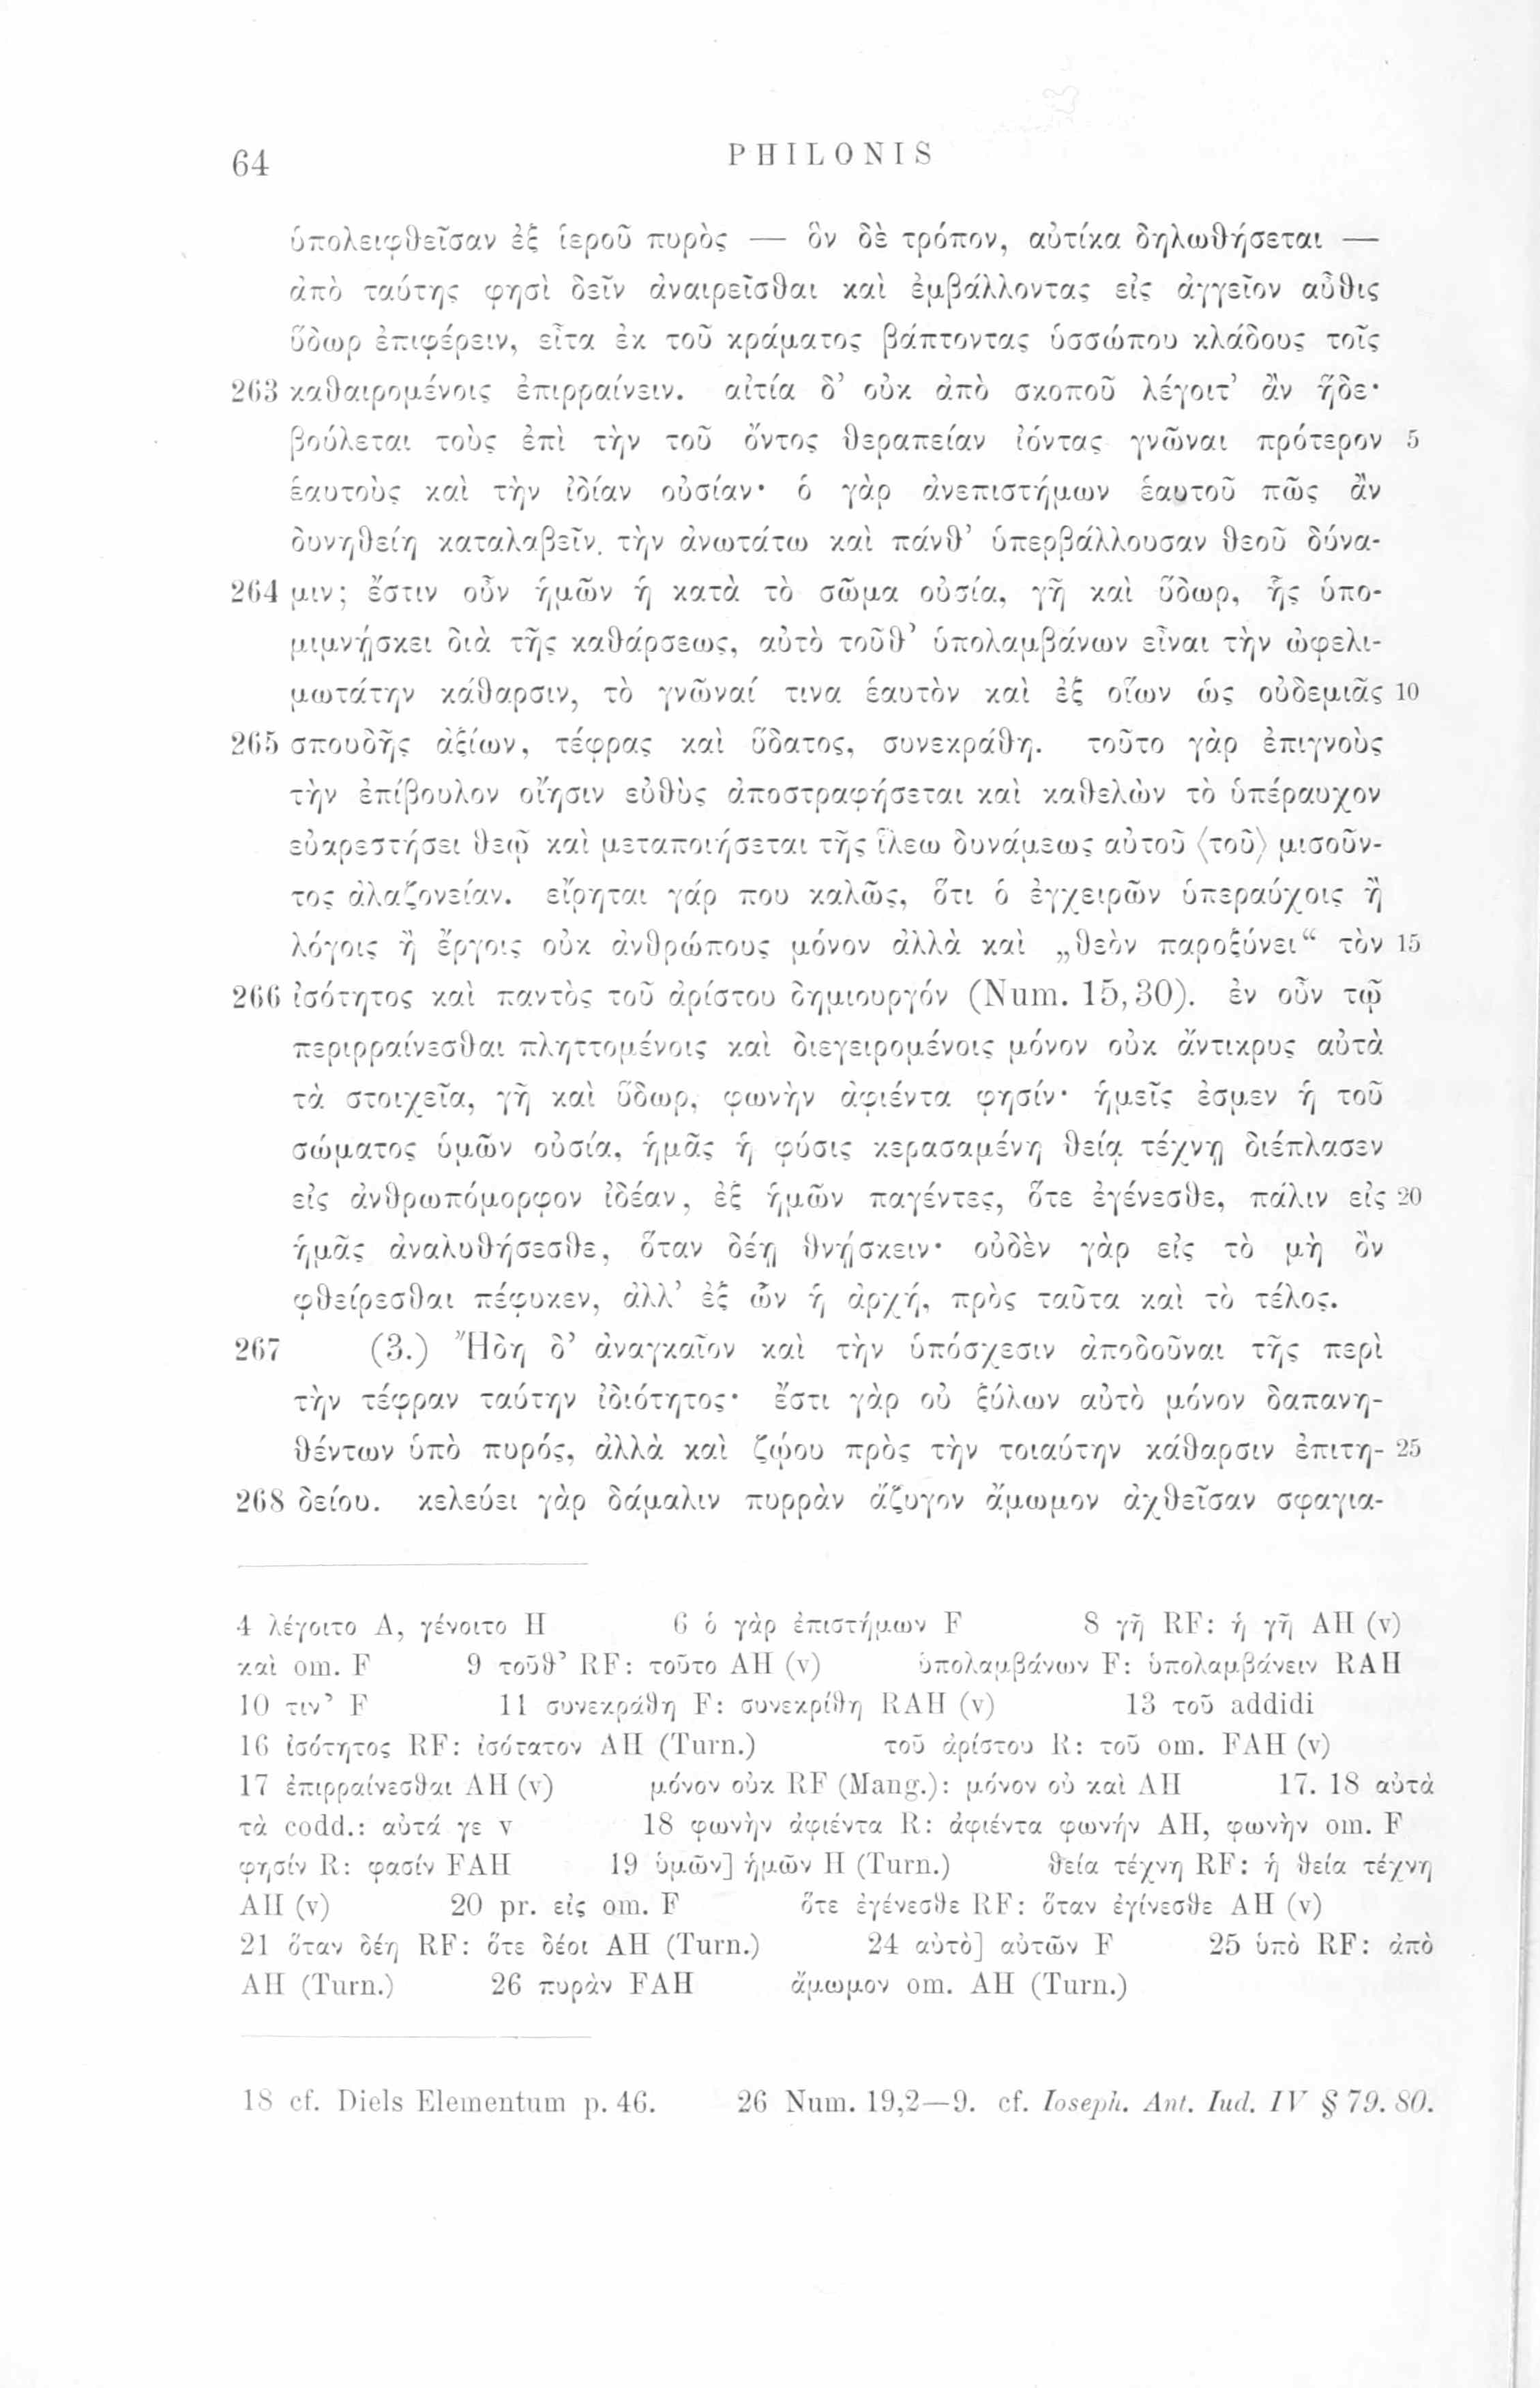 64
PHILONIS
ὑπολειφθεῖσαν ἐξ ἱεροῦ πυρὸς — ὃν δὲ τρόπον, αὐτίκα δηλωθήσεται —
ἀπὸ ταύτης φησὶ δεῖν ἀναιρεῖσθαι καὶ ἐμβάλλοντας εἰς ἀγγεῖον αὖθις
ὕδωρ ἐπιφέρειν, εἶτα ἐκ τοῦ κράματος βάπτοντας ὑσσώπου κλάδους τοῖς
263 καθαιρομένοις ἐπιρραίνειν. αἰτία δ’ οὐκ ἀπὸ σκοποῦ λέγοιτ’ ἂν ἥδε·
βούλεται τοὺς ἐπὶ τὴν τοῦ ὄντος θεραπείαν ἰόντας γνῶναι πρότερον 5
ἑαυτοὺς καὶ τὴν ἰδίαν οὐσίαν· ὁ γὰρ ἀνεπιστήμων ἑαυτοῦ πῶς ἂν
δυνηθείη καταλαβεῖν. τὴν ἀνωτάτω καὶ πάνθ’ ὑπερβάλλουσαν θεοῦ δύνα-
264 μιν; ἔστιν οὖν ἡμῶν ἡ κατὰ τὸ σῶμα οὐσία, γῆ καὶ ὕδωρ, ἧς ὑπο-
μιμνῄσκει διὰ τῆς καθάρσεως, αὐτὸ τοῦθ’ ὑπολαμβάνων εἶναι τὴν ὠφελι-
μωτάτην κάθαρσιν, τὸ γνῶναί τινα ἑαυτὸν καὶ ἐξ οἵων ὡς οὐδεμιᾶς 10
265 σπουδῆς ἀξίων, τέφρας καὶ ὕδατος, συνεκράθη. τοῦτο γὰρ ἐπιγνοὺς
τὴν ἐπίβουλον οἴησιν εὐθὺς ἀποστραφήσεται καὶ καθελὼν τὸ ὑπέραυχον
εὐαρεστήσει θεῷ καὶ μεταποιήσεται τῆς ἵλεω δυνάμεως αὐτοῦ ⟨τοῦ⟩ μισοῦν-
τος ἀλαζονείαν. εἴρηται γάρ που καλῶς, ὅτι ὁ ἐγχειρῶν ὑπεραύχοις ἢ
λόγοις ἢ ἔργοις οὐκ ἀνθρώπους μόνον ἀλλὰ καὶ „θεὸν παροξύνει“ τὸν 15
266 ἰσότητος καὶ παντὸς τοῦ ἀρίστου δημιουργόν (Num. 15,30). ἐν οὖν τῷ
περιρραίνεσθαι πληττομένοις καὶ διεγειρομένοις μόνον οὐκ ἄντικρυς αὐτὰ
τὰ στοιχεῖα, γῆ καὶ ὕδωρ, φωνὴν ἀφιέντα φησίν· ἡμεῖς ἐσμεν ἡ τοῦ
σώματος ὑμῶν οὐσία, ἡμᾶς ἡ φύσις κερασαμένη θείᾳ τέχνῃ διέπλασεν
εἰς ἀνθρωπόμορφον ἰδέαν, ἐξ ἡμῶν παγέντες, ὅτε ἐγένεσθε, πάλιν εἰς 20
ἡμᾶς ἀναλυθήσεσθε, ὅταν δέῃ θνῄσκειν· οὐδὲν γὰρ εἰς τὸ μὴ ὂν
φθείρεσθαι πέφυκεν, ἀλλ’ ἐξ ὧν ἡ ἀρχή, πρὸς ταῦτα καὶ τὸ τέλος.
267 (3.) Ἤδη δ’ ἀναγκαῖον καὶ τὴν ὑπόσχεσιν ἀποδοῦναι τῆς περὶ
τὴν τέφραν ταύτην ἰδιότητος· ἔστι γὰρ οὐ ξύλων αὐτὸ μόνον δαπανη-
θέντων ὑπὸ πυρός, ἀλλὰ καὶ ζῴου πρὸς τὴν τοιαύτην κάθαρσιν ἐπιτη- 25
268 δείου. κελεύει γὰρ δάμαλιν πυρρὰν ἄζυγον ἄμωμον ἀχθεῖσαν σφαγια-
4 λέγοιτο A, γένοιτο H 6 ὁ γὰρ ἐπιστήμων F 8 γῆ RF: ἡ γῆ AH (v)
καὶ om. F 9 τοῦθ’ RF: τοῦτο AH (v) ὑπολαμβάνων F: ὑπολαμβάνειν RAH
10 τιν’ F 11 συνεκράθη F: συνεκρίθη RAH (v) 13 τοῦ addidi
16 ἰσότητος RF: ἰσότατον AH (Turn.) τοῦ ἀρίστου R: τοῦ om. FAH (v)
17 ἐπιρραίνεσθαι AH (v) μόνον οὐκ RF (Mang.): μόνον οὐ καὶ AH 17. 18 αὐτὰ
τὰ codd.: αὐτά γε v 18 φωνὴν ἀφιέντα R: ἀφιέντα φωνήν AH, φωνὴν om. F
φησίν R: φασίν FAH 19 ὑμῶν] ἡμῶν H (Turn.) θεία τέχνη RF: ἡ θεία τέχνη
AH (v) 20 pr. εἰς om. F ὅτε ἐγένεσθε RF: ὅταν ἐγίνεσθε AH (v)
21 ὅταν δέῃ RF: ὅτε δέοι AH (Turn.) 24 αὐτὸ] αὐτῶν F 25 ὑπὸ RF: ἀπὸ
AH (Turn.) 26 πυρὰν FAH ἄμωμον om. AH (Turn.)
18 cf. Diels Elementum p. 46. 26 Num. 19,2—9. cf. Ioseph. Ant. Iud. IV § 79. 80.